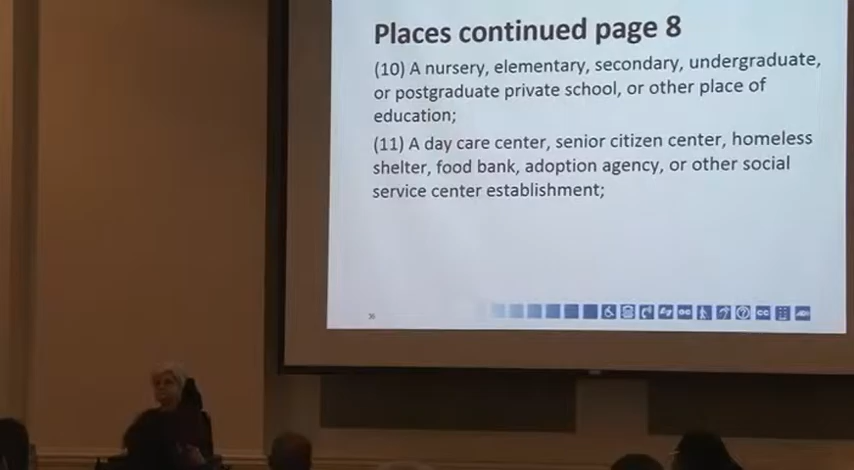 Places continued page 8
(10) A nursery, elementary, secondary, undergraduate,
or postgraduate private school, or other place of
education;
(11) A day care center, senior citizen center, homeless
shelter, food bank, adoption agency, or other social
service center establishment;